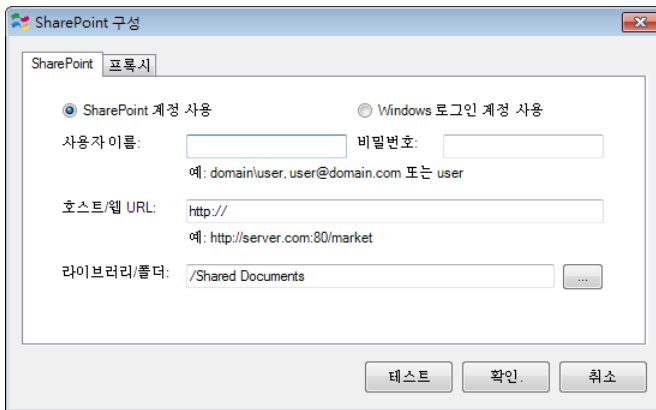 SharePoint 구성
SharePoint 프록시
SharePoint 계정 사용 Windows 로그인 계정 사용
사용자 이름: 비밀번호:
예: domain\user, user@domain.com 또는 user
호스트/웹 URL: http://
예: http://server.com:80/market
라이브러리/폴더: /Shared Documents ...
테스트 확인. 취소